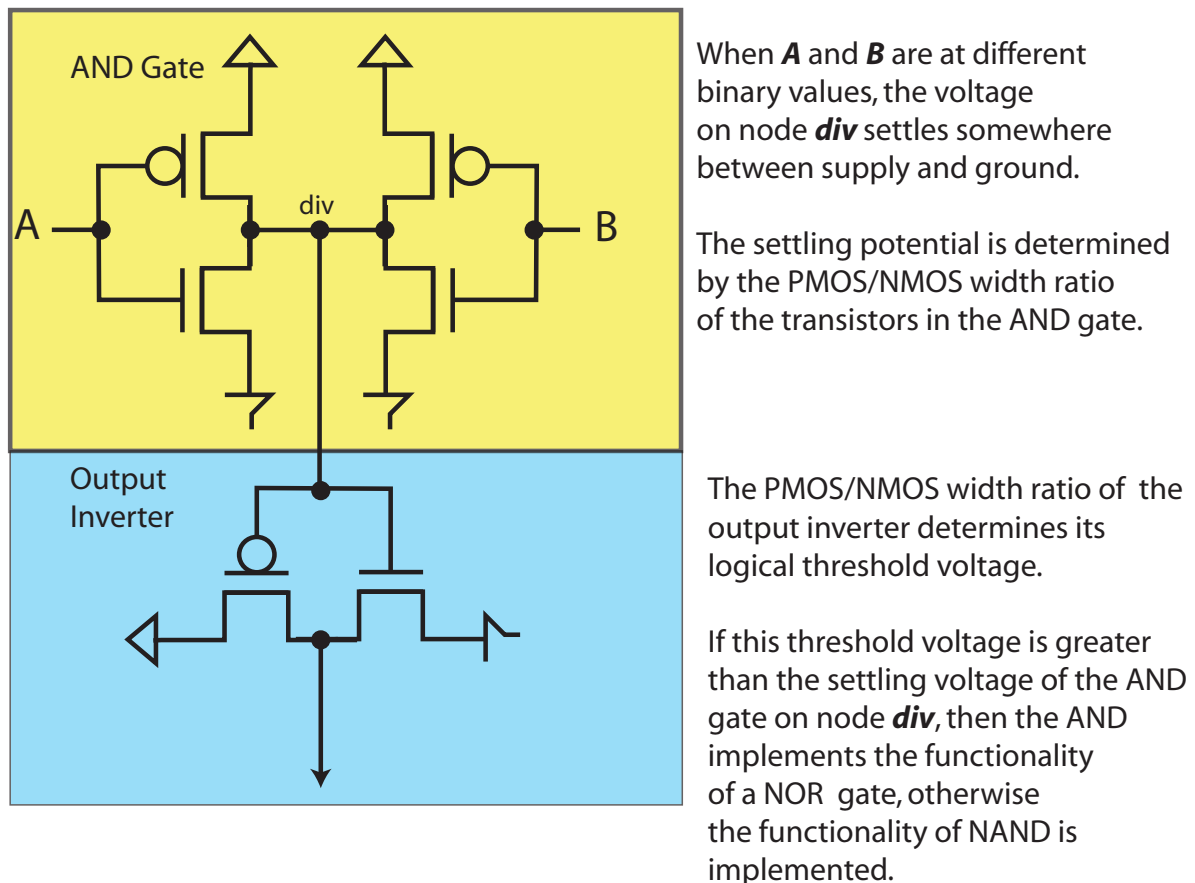 AND Gate
A
div
B
When A and B are at different
binary values, the voltage
on node div settles somewhere
between supply and ground.
The settling potential is determined
by the PMOS/NMOS width ratio
of the transistors in the AND gate.
Output
Inverter
The PMOS/NMOS width ratio of the
output inverter determines its
logical threshold voltage.
If this threshold voltage is greater
than the settling voltage of the AND
gate on node div, then the AND
implements the functionality
of a NOR gate, otherwise
the functionality of NAND is
implemented.